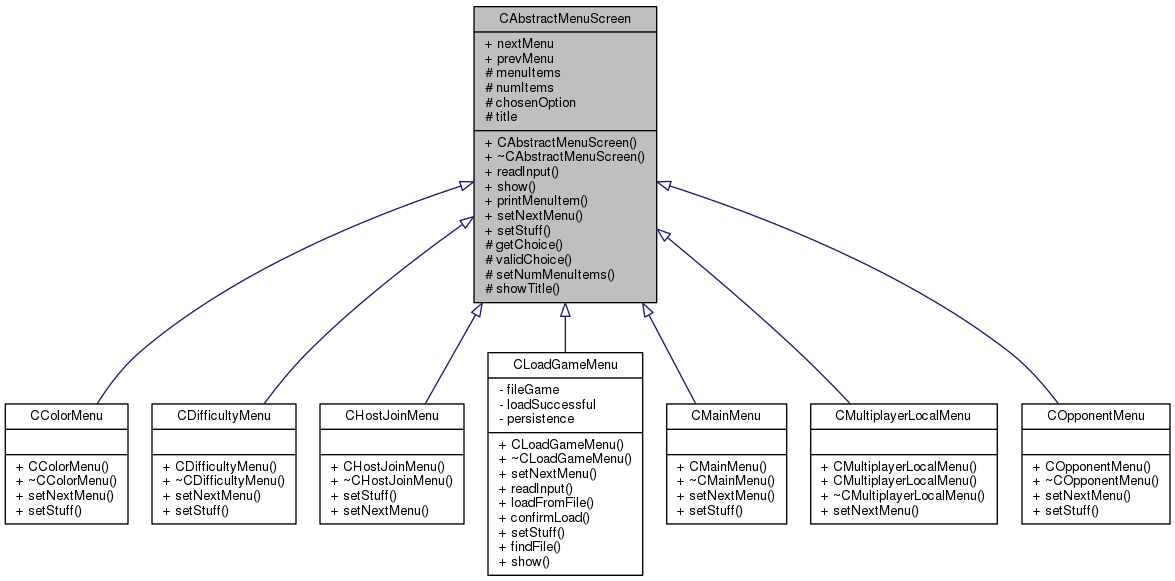 CAbstractMenuScreen
+ nextMenu
+ prevMenu
# menuItems
# numItems
# chosenOption
# title
+ CAbstractMenuScreen()
+ ~CAbstractMenuScreen()
+ readInput()
+ show()
+ printMenuItem()
+ setNextMenu()
+ setStuff()
# getChoice()
# validChoice()
# setNumMenuItems()
# showTitle()
CColorMenu
+ CColorMenu()
+ ~CColorMenu()
+ setNextMenu()
+ setStuff()
CDifficultyMenu
+ CDifficultyMenu()
+ ~CDifficultyMenu()
+ setNextMenu()
+ setStuff()
CHostJoinMenu
+ CHostJoinMenu()
+ ~CHostJoinMenu()
+ setStuff()
+ setNextMenu()
CLoadGameMenu
- fileGame
- loadSuccessful
- persistence
+ CLoadGameMenu()
+ ~CLoadGameMenu()
+ setNextMenu()
+ readInput()
+ loadFromFile()
+ confirmLoad()
+ setStuff()
+ findFile()
+ show()
CMainMenu
+ CMainMenu()
+ ~CMainMenu()
+ setNextMenu()
+ setStuff()
CMultiplayerLocalMenu
+ CMultiplayerLocalMenu()
+ CMultiplayerLocalMenu()
+ ~CMultiplayerLocalMenu()
+ setNextMenu()
COpponentMenu
+ COpponentMenu()
+ ~COpponentMenu()
+ setNextMenu()
+ setStuff()